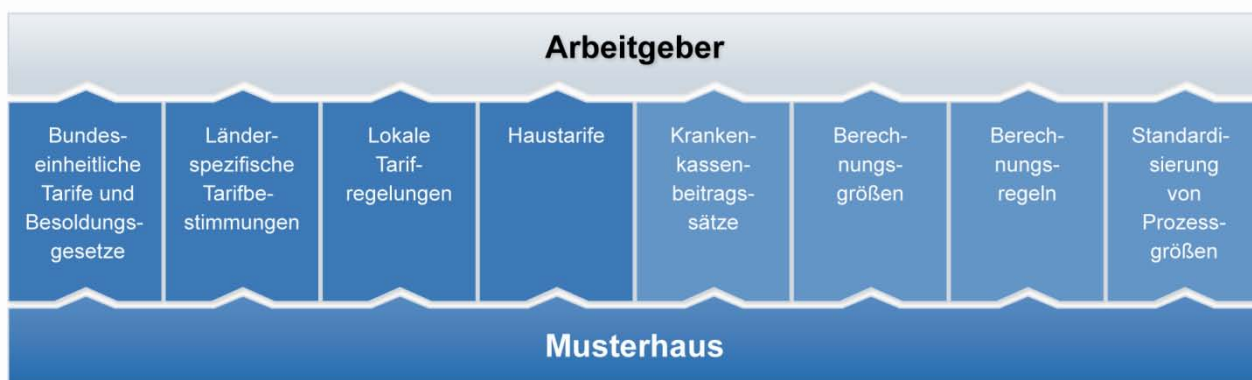 Arbeitgeber
Bundes-
einheitliche
Tarife und
Besoldungs-
gesetze
Länder-
spezifische
Tarifbe-
stimmungen
Lokale
Tarif-
regelungen
Haustarife
Kranken-
kassen-
beitrags-
sätze
Berech-
nungs-
größen
Berech-
nungs-
regeln
Standardi-
sierung
von
Prozess-
größen
Musterhaus